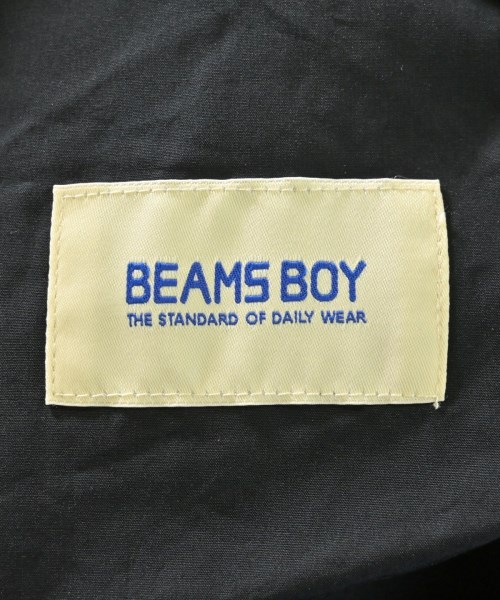 BEAMS BOY
THE STANDARD OF DAILY WEAR